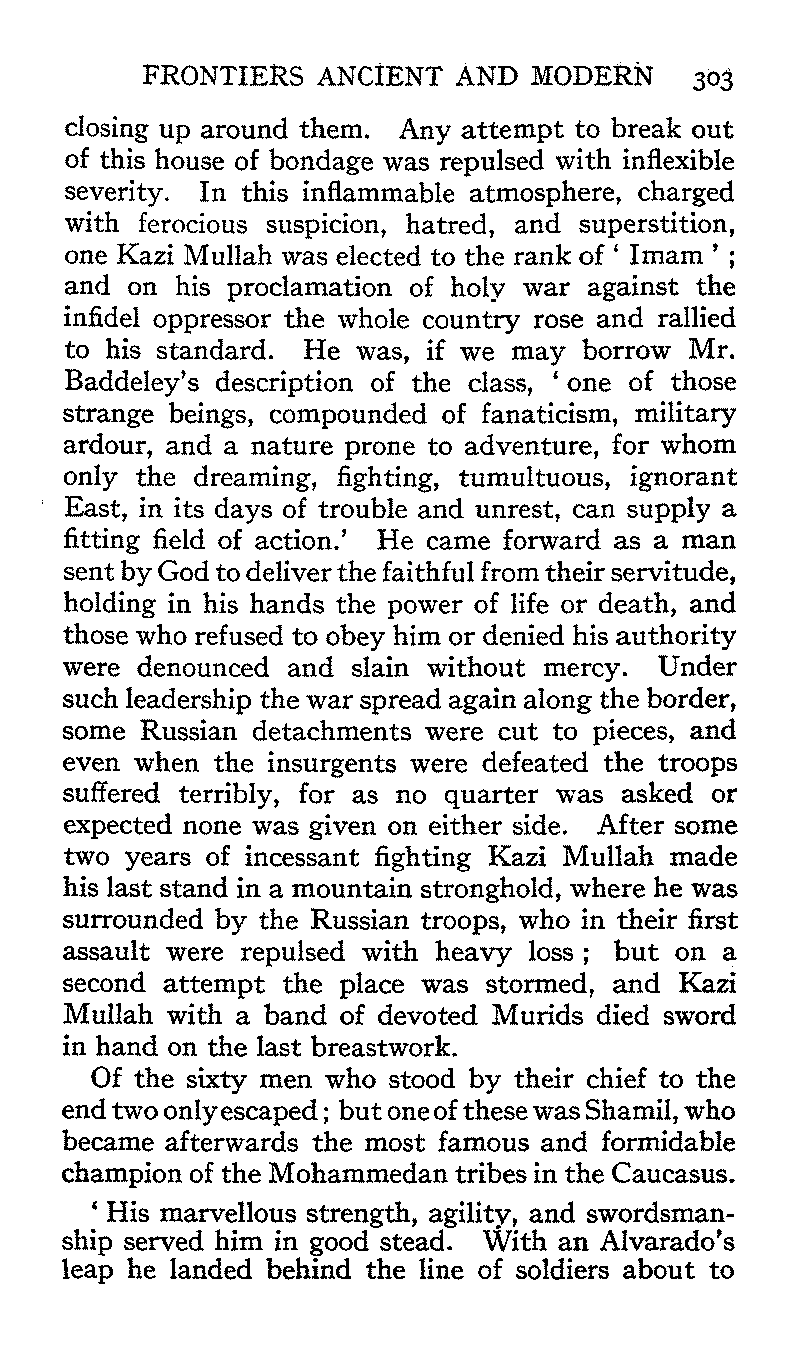 FRONTIERS ANCIENT AND MODERN 303
closing up around them. Any attempt to break out
of this house of bondage was repulsed with inflexible
severity. In this inflammable atmosphere, charged
with ferocious suspicion, hatred, and superstition,
one Kazi Mullah was elected to the rank of ‘ Imam ’ ;
and on his proclamation of holy war against the
infidel oppressor the whole country rose and rallied
to his standard. He was, if we may borrow Mr.
Baddeley’s description of the class, ‘ one of those
strange beings, compounded of fanaticism, military
ardour, and a nature prone to adventure, for whom
only the dreaming, fighting, tumultuous, ignorant
East, in its days of trouble and unrest, can supply a
fitting field of action.’ He came forward as a man
sent by God to deliver the faithful from their servitude,
holding in his hands the power of life or death, and
those who refused to obey him or denied his authority
were denounced and slain without mercy. Under
such leadership the war spread again along the border,
some Russian detachments were cut to pieces, and
even when the insurgents were defeated the troops
suffered terribly, for as no quarter was asked or
expected none was given on either side. After some
two years of incessant fighting Kazi Mullah made
his last stand in a mountain stronghold, where he was
surrounded by the Russian troops, who in their first
assault were repulsed with heavy loss ; but on a
second attempt the place was stormed, and Kazi
Mullah with a band of devoted Murids died sword
in hand on the last breastwork.
Of the sixty men who stood by their chief to the
end two only escaped ; but one of these was Shamil, who
became afterwards the most famous and formidable
champion of the Mohammedan tribes in the Caucasus.
‘ His marvellous strength, agility, and swordsman-
ship served him in good stead. With an Alvarado’s
leap he landed behind the line of soldiers about to